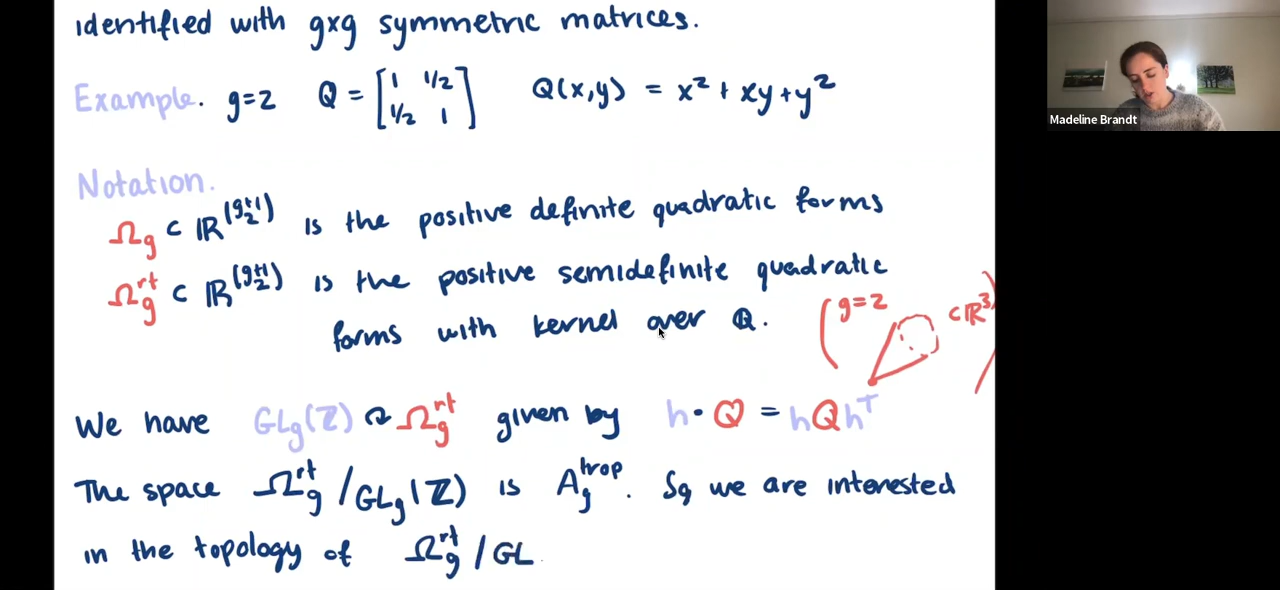 identified with g×g symmetric matrices.
Example. g=2 Q = [1 1/2 1/2 1] Q(x,y) = x² + xy + y²
Notation.
Ω_g ⊂ ℝ^(g+1 2) is the positive definite quadratic forms
Ω_g^rt ⊂ ℝ^(g+1 2) is the positive semidefinite quadratic
forms with kernel over ℚ.
(g=2 ⊂ ℝ³)
We have GL_g(ℤ) ↷ Ω_g^rt given by h · Q = hQh^T
The space Ω_g^rt / GL_g(ℤ) is A_g^trop. So, we are interested
in the topology of Ω_g^rt / GL
Madeline Brandt